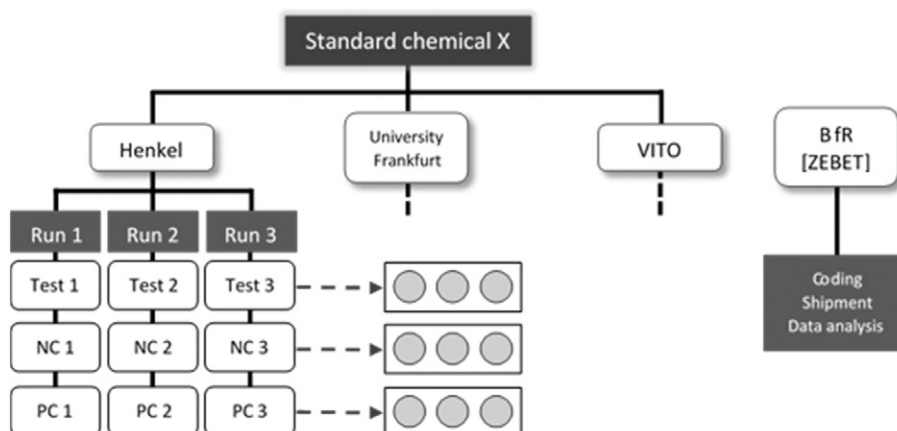 Standard chemical X
Henkel
University
Frankfurt
VITO
BfR
[ZEBET]
Run 1
Run 2
Run 3
Test 1
Test 2
Test 3
NC 1
NC 2
NC 3
PC 1
PC 2
PC 3
Coding
Shipment
Data analysis